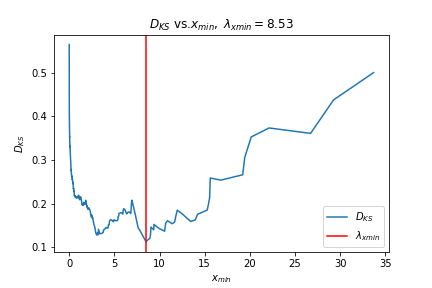 D_KS vs.x_min, λ_xmin = 8.53
D_KS
0.5
0.4
0.3
0.2
0.1
0 5 10 15 20 25 30 35
x_min
D_KS
λ_xmin